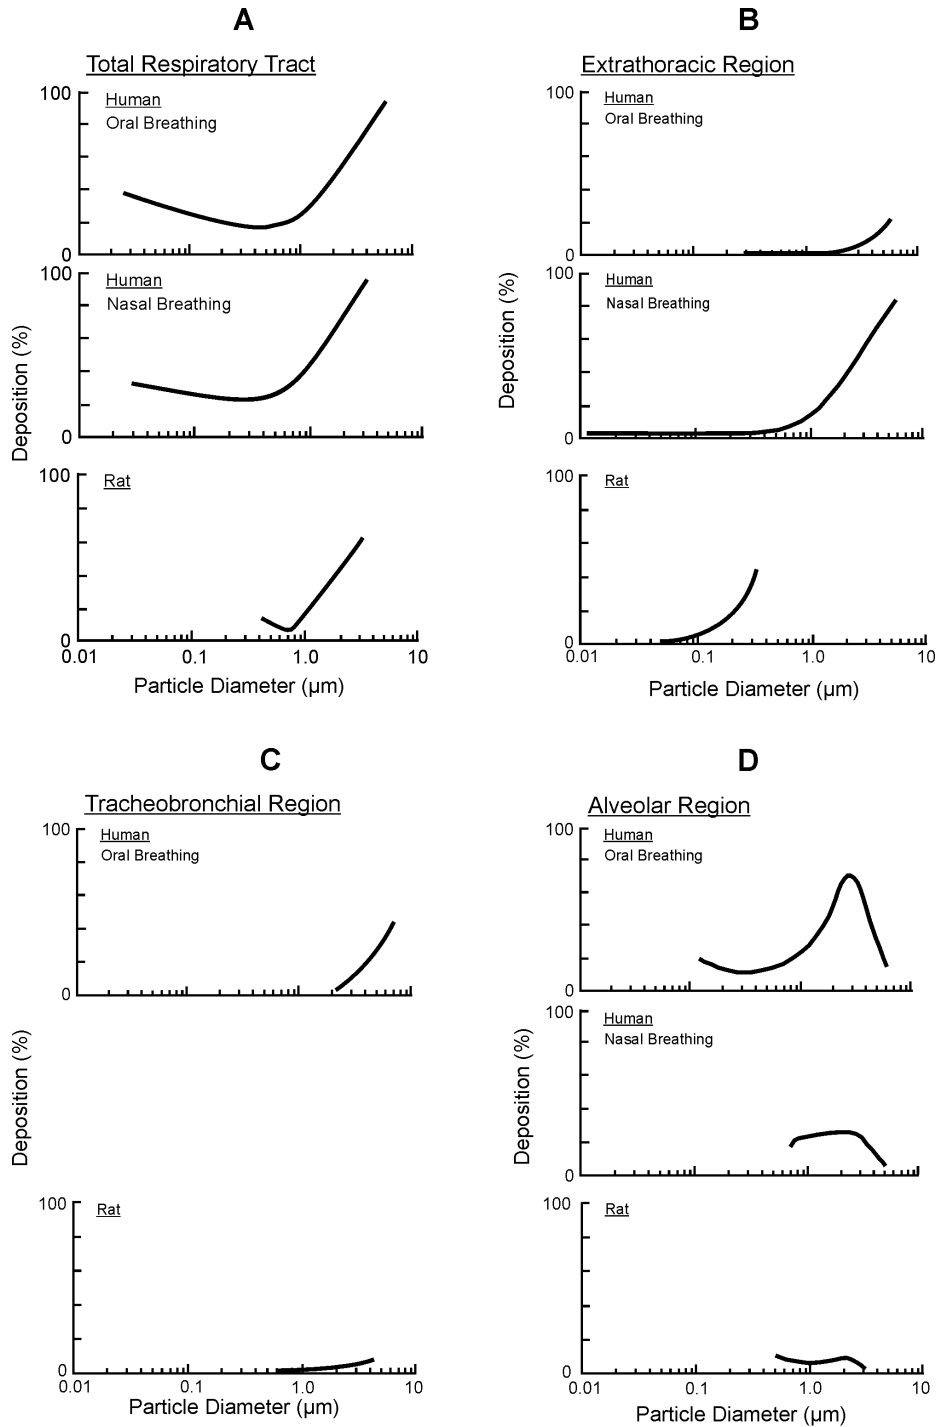 A
Total Respiratory Tract
100
Human
Oral Breathing
0
100
Human
Nasal Breathing
Deposition (%)
0
100
Rat
0
0.01
0.1
1.0
10
Particle Diameter (µm)
B
Extrathoracic Region
100
Human
Oral Breathing
0
100
Human
Nasal Breathing
Deposition (%)
0
100
Rat
0
0.01
0.1
1.0
10
Particle Diameter (µm)
C
Tracheobronchial Region
100
Human
Oral Breathing
0
Deposition (%)
100
Rat
0
0.01
0.1
1.0
10
Particle Diameter (µm)
D
Alveolar Region
100
Human
Oral Breathing
0
100
Human
Nasal Breathing
Deposition (%)
0
100
Rat
0
0.01
0.1
1.0
10
Particle Diameter (µm)